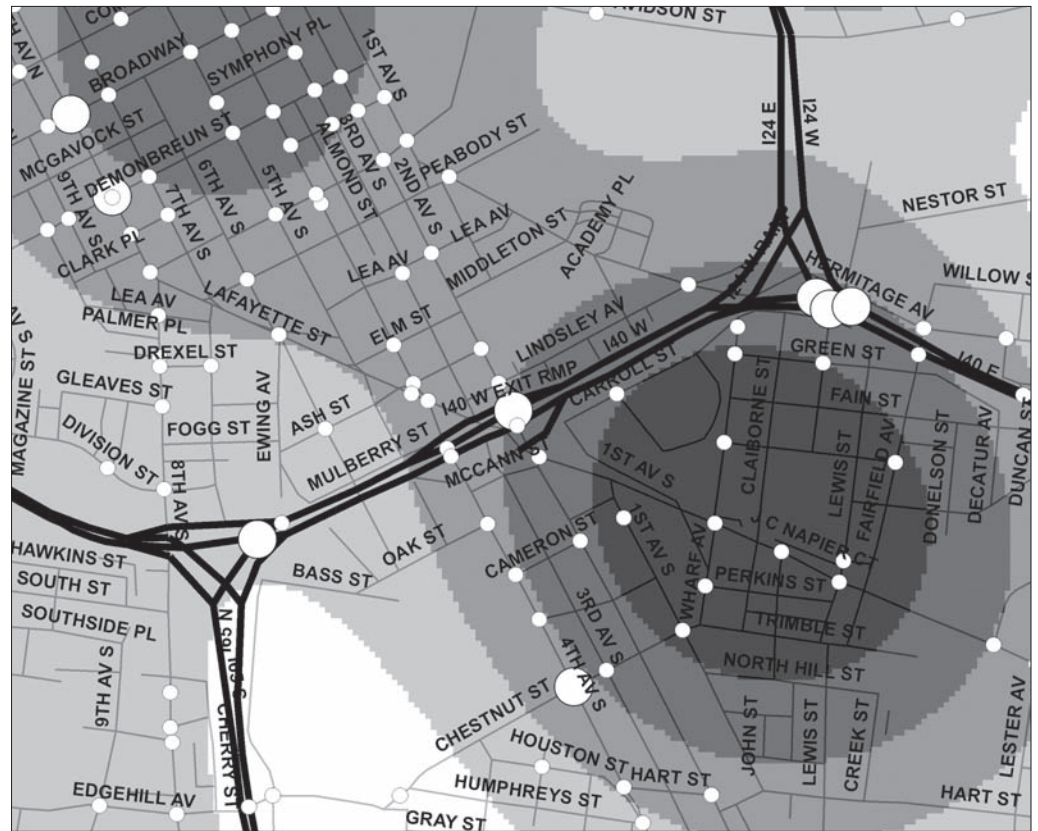 DAVIDSON ST
BROADWAY
SYMPHONY PL
1ST AV S
I24 E
I24 W
MCGAVOCK ST
DEMONBREUN ST
6TH AV S
5TH AV S
ALMOND ST
3RD AV S
2ND AV S
PEABODY ST
9TH AV S
7TH AV S
CLARK PL
LEA AV
LEA AV
MIDDLETON ST
ACADEMY PL
NESTOR ST
HERMITAGE AV
WILLOW S
LEA AV
PALMER PL
LAFAYETTE ST
ELM ST
LINDSLEY AV
I40 W
DREXEL ST
GLEAVES ST
MAGAZINE ST S
DIVISION ST
FOGG ST
EWING AV
ASH ST
MULBERRY ST
I40 W EXIT RMP
CARROLL ST
GREEN ST
FAIN ST
I40 E
DUNCAN ST
8TH AV S
MCCANN S
1ST AV S
CLAIBORNE ST
LEWIS ST
FAIRFIELD AV
DONELSON ST
DECATUR AV
HAWKINS ST
SOUTH ST
SOUTHSIDE PL
BASS ST
OAK ST
CAMERON ST
1ST AV S
WHARF AV
J C NAPIER CT
PERKINS ST
TRIMBLE ST
NORTH HILL ST
3RD AV S
4TH AV S
9TH AV S
I65 N
CHERRY ST
CHESTNUT ST
JOHN ST
LEWIS ST
CREEK ST
LESTER AV
EDGEHILL AV
HOUSTON ST
HART ST
HUMPHREYS ST
GRAY ST
HART ST